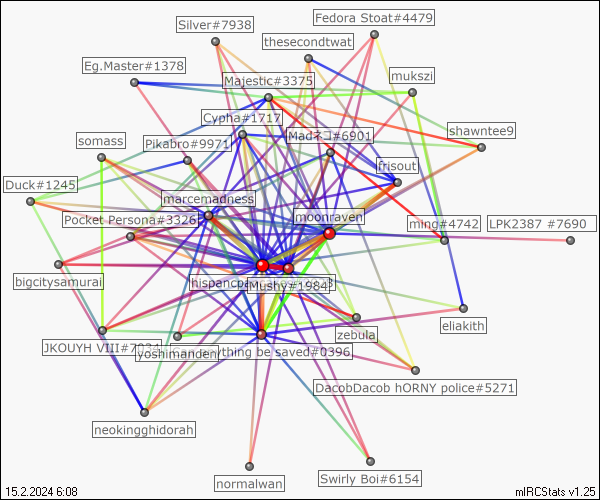 Silver#7938
Fedora Stoat#4479
thesecondtwat
Eg.Master#1378
Majestic#3375
mukszi
Cypha#1717
Madネコ#6901
shawntee9
somass
Pikabro#9971
frisout
Duck#1245
marcemadness
Pocket Persona#3326
moonraven
ming#4742
LPK2387 #7690
bigcitysamurai
Mushy#1984
eliakith
zebula
JKOUYH VIII#
yoshimanden
anything be saved#0396
DacobDacob hORNY police#5271
neokingghidorah
normalwan
Swirly Boi#6154
15.2.2024 6:08
mIRCStats v1.25